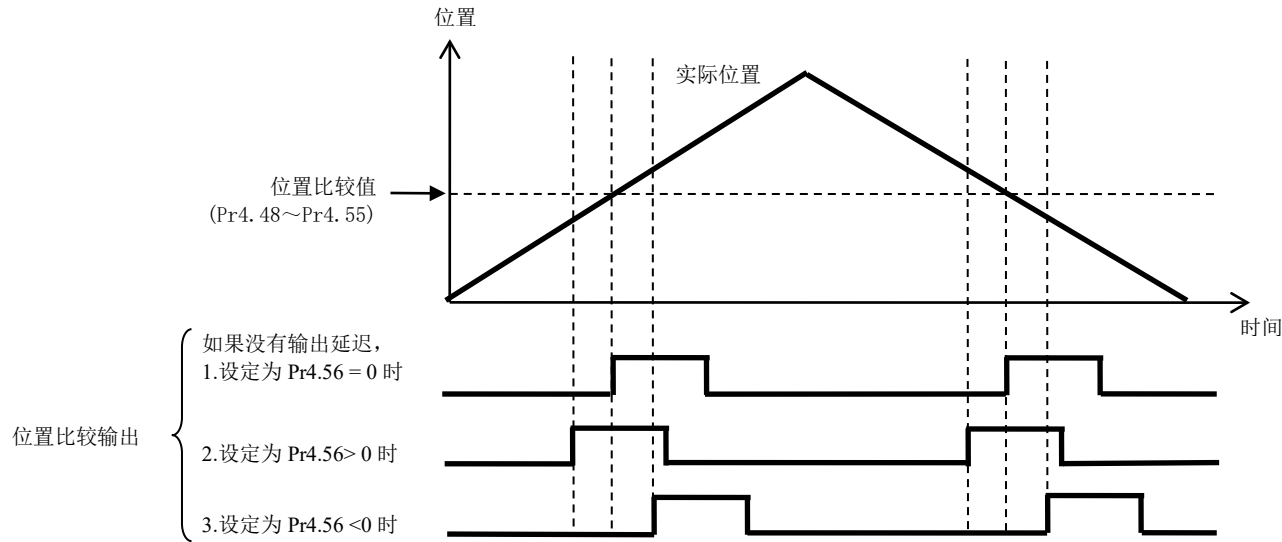 位置
实际位置
位置比较值
(Pr4.48～Pr4.55)
时间
如果没有输出延迟，
1.设定为 Pr4.56 = 0 时
位置比较输出
2.设定为 Pr4.56> 0 时
3.设定为 Pr4.56 <0 时